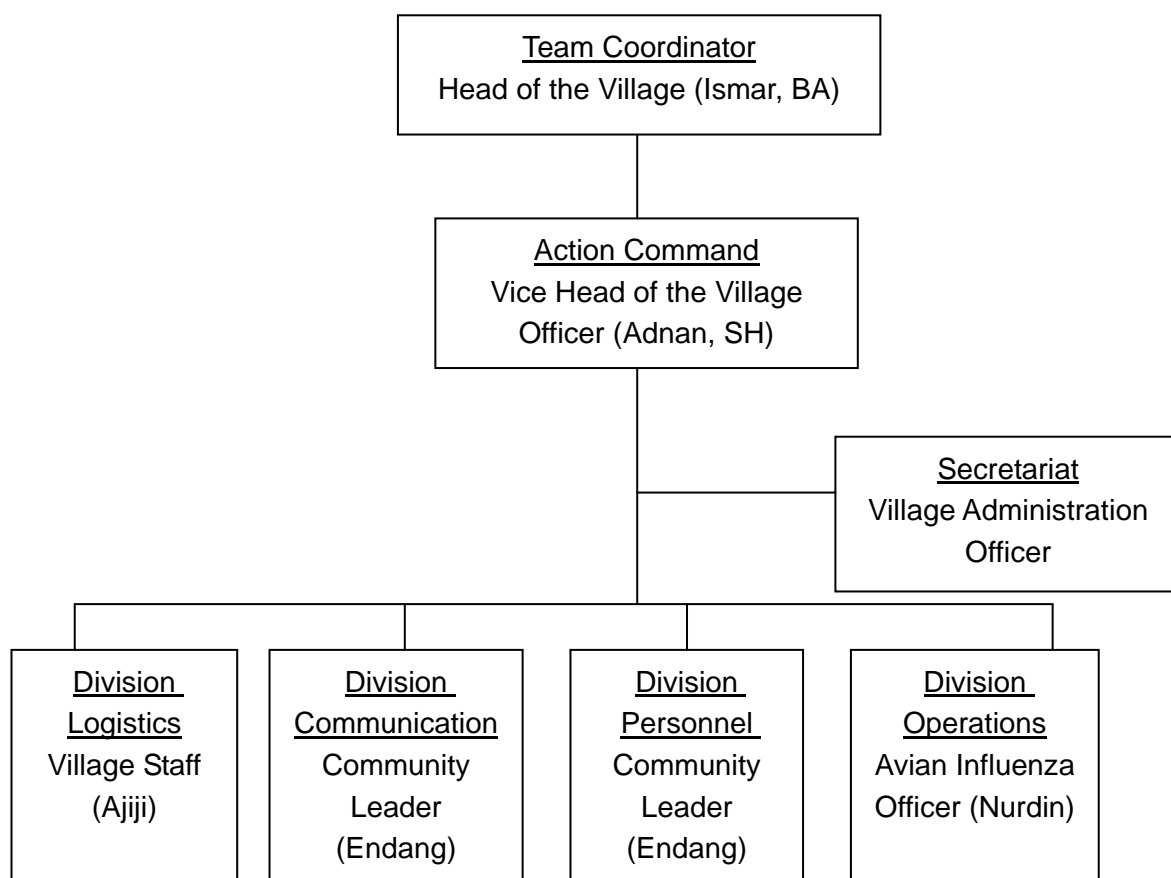 Team Coordinator
Head of the Village (Ismar, BA)
Action Command
Vice Head of the Village
Officer (Adnan, SH)
Secretariat
Village Administration
Officer
Division
Logistics
Village Staff
(Ajiji)
Division
Communication
Community
Leader
(Endang)
Division
Personnel
Community
Leader
(Endang)
Division
Operations
Avian Influenza
Officer (Nurdin)